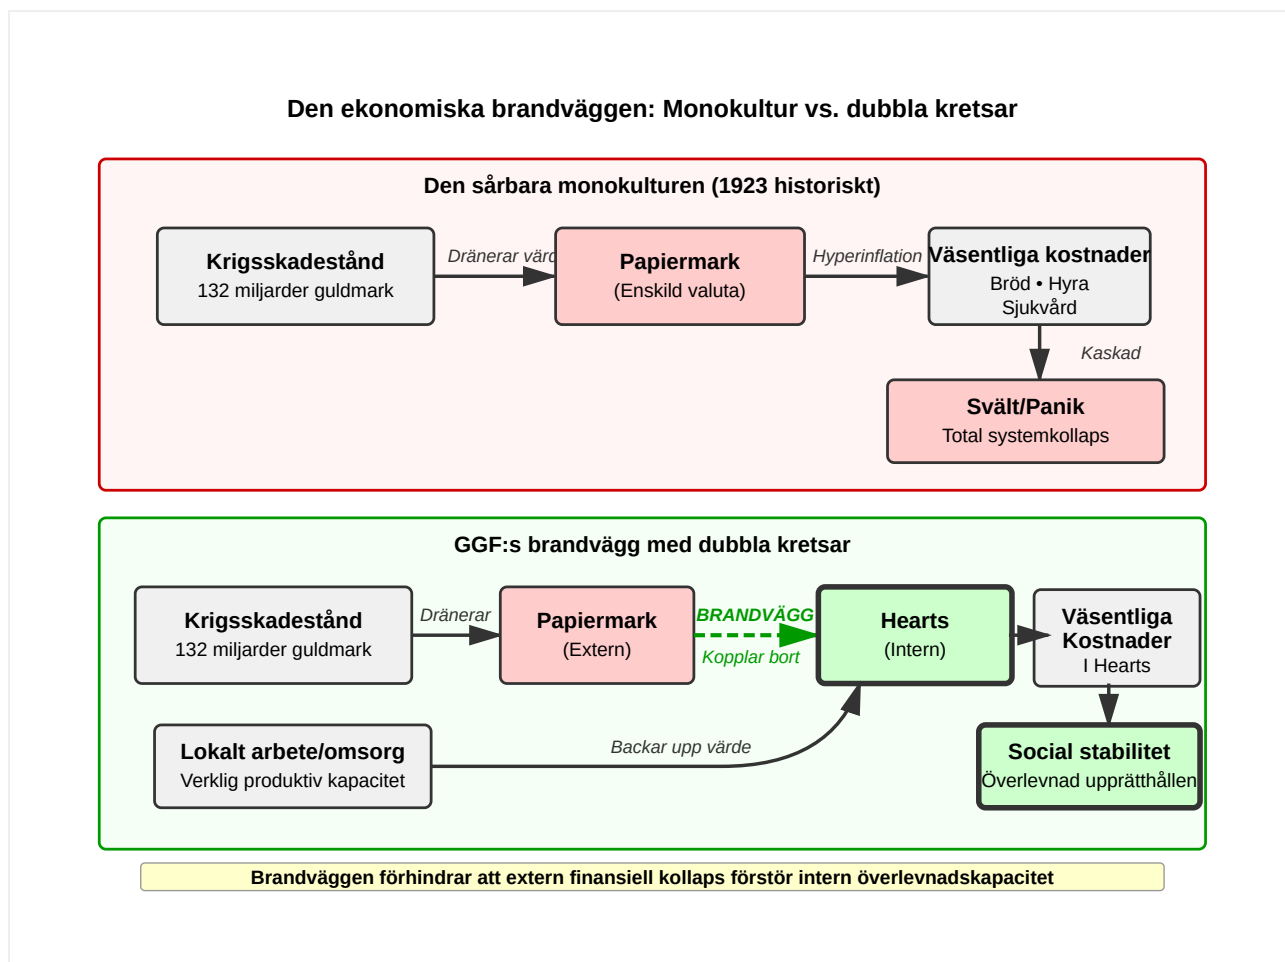 Den ekonomiska brandväggen: Monokultur vs. dubbla kretsar
Den sårbara monokulturen (1923 historiskt)
Krigsskadestånd
132 miljarder guldmark
Dränerar värd
Papiermark
(Enskild valuta)
Hyperinflation
Väsentliga kostnader
Bröd • Hyra
Sjukvård
Kaskad
Svält/Panik
Total systemkollaps
GGF:s brandvägg med dubbla kretsar
Krigsskadestånd
132 miljarder guldmark
Dränerar
Papiermark
(Extern)
BRANDVÄGG
Kopplar bort
Hearts
(Intern)
Väsentliga
Kostnader
I Hearts
Lokalt arbete/omsorg
Verklig produktiv kapacitet
Backar upp värde
Social stabilitet
Överlevnad upprätthållen
Brandväggen förhindrar att extern finansiell kollaps förstör intern överlevnadskapacitet